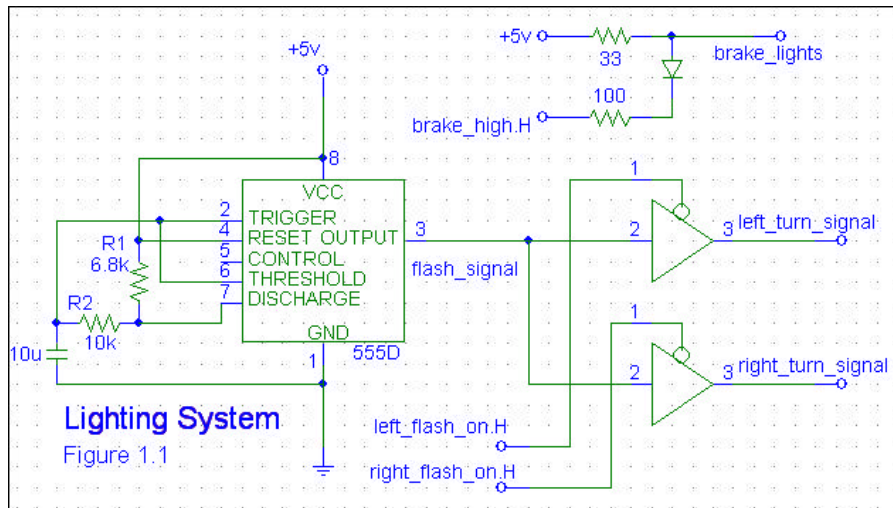 +5v
+5v
33
brake_lights
100
brake_high.H
8
VCC
2 TRIGGER
4 RESET OUTPUT 3
5 CONTROL
6 THRESHOLD
7 DISCHARGE
GND
1
555D
R1
6.8k
R2
10k
10u
flash_signal
1
2
3 left_turn_signal
1
2
3 right_turn_signal
left_flash_on.H
right_flash_on.H
Lighting System
Figure 1.1